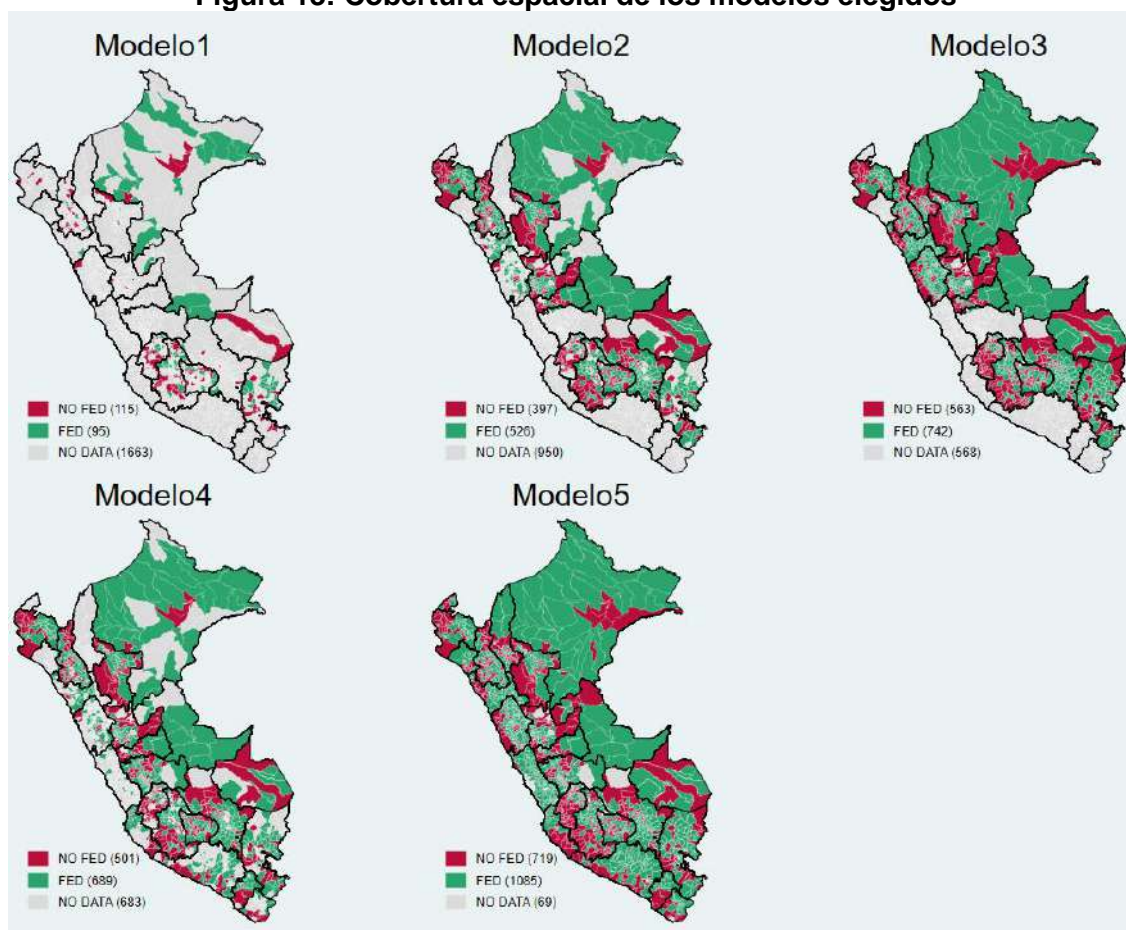 Figura Cobertura espacial de los modelos elegidos
Modelo1
NO FED (115)
FED (95)
NO DATA (1663)
Modelo2
NO FED (397)
FED (526)
NO DATA (950)
Modelo3
NO FED (563)
FED (742)
NO DATA (568)
Modelo4
NO FED (501)
FED (689)
NO DATA (683)
Modelo5
NO FED (719)
FED (1085)
NO DATA (69)